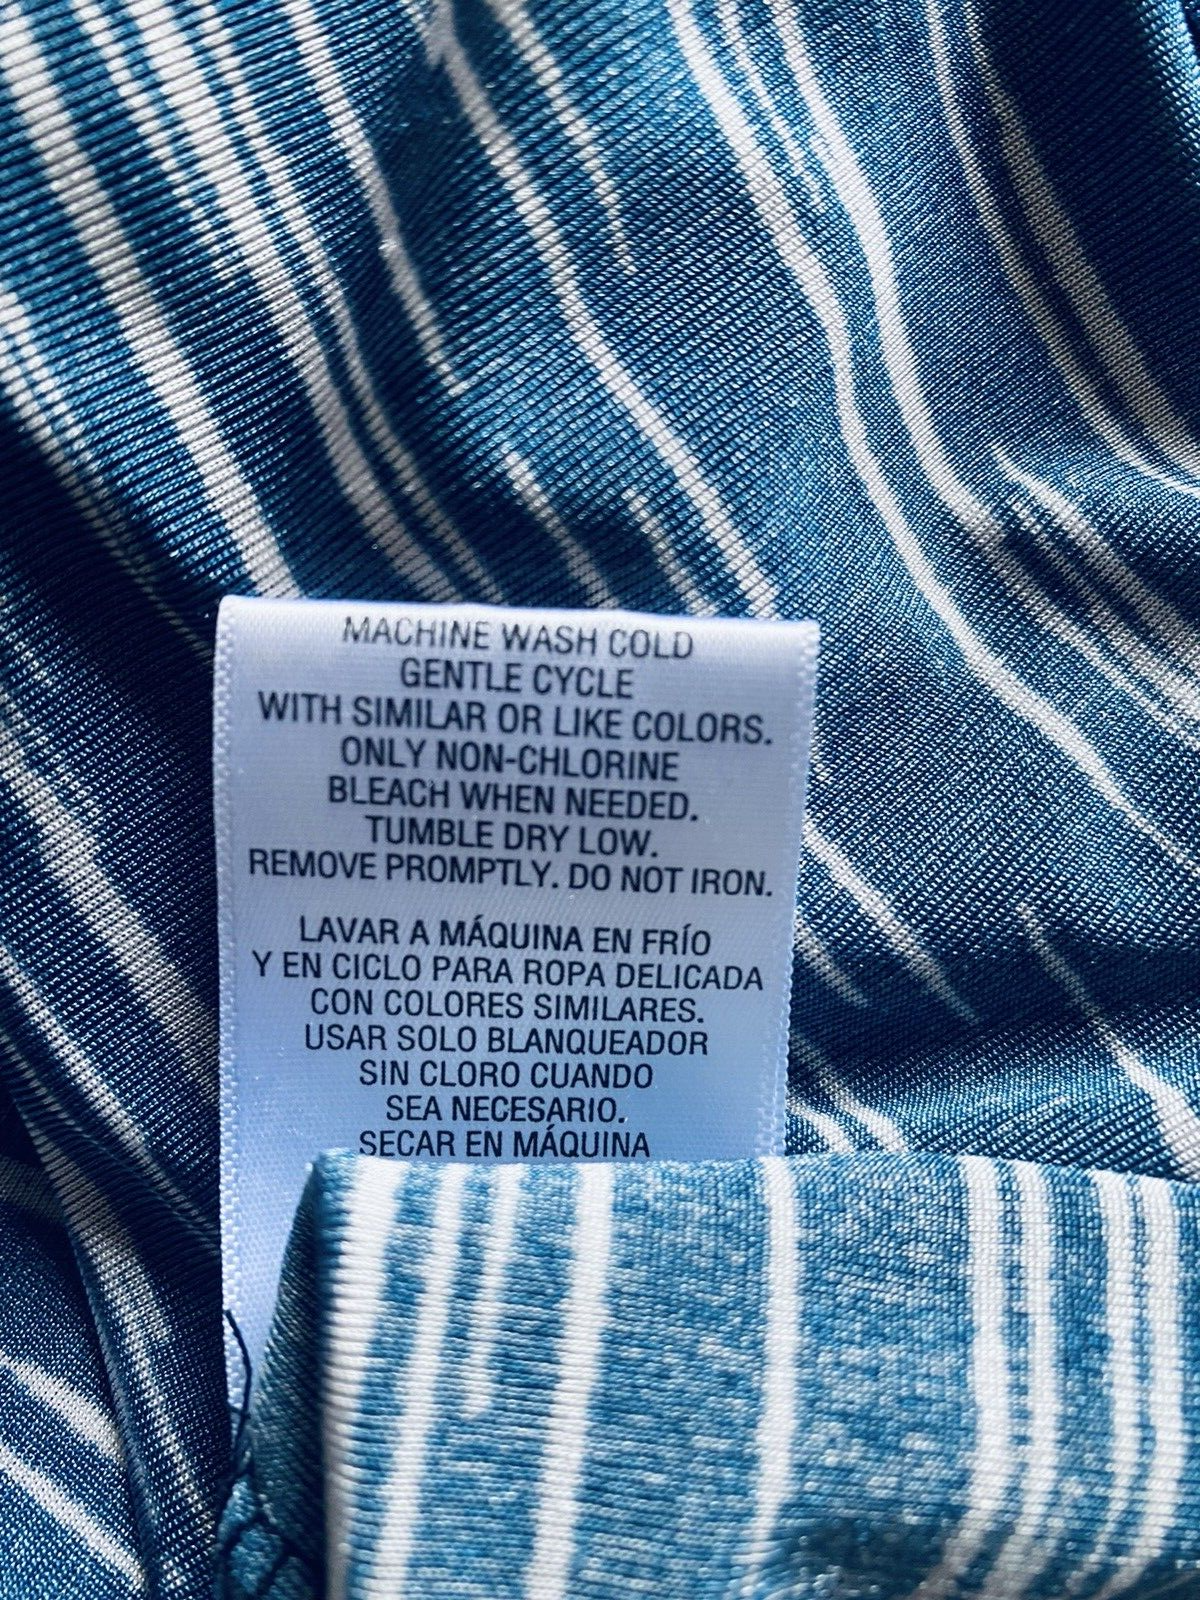 MACHINE WASH COLD
GENTLE CYCLE
WITH SIMILAR OR LIKE COLORS.
ONLY NON-CHLORINE
BLEACH WHEN NEEDED.
TUMBLE DRY LOW.
REMOVE PROMPTLY. DO NOT IRON.
LAVAR A MÁQUINA EN FRÍO
Y EN CICLO PARA ROPA DELICADA
CON COLORES SIMILARES.
USAR SOLO BLANQUEADOR
SIN CLORO CUANDO
SEA NECESARIO.
SECAR EN MÁQUINA